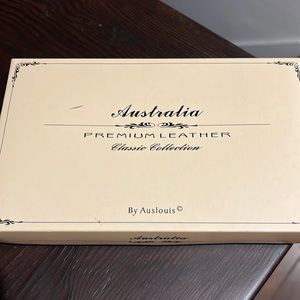 Australia
PREMIUM LEATHER
Classic Collection
By Auslouis©
Australia